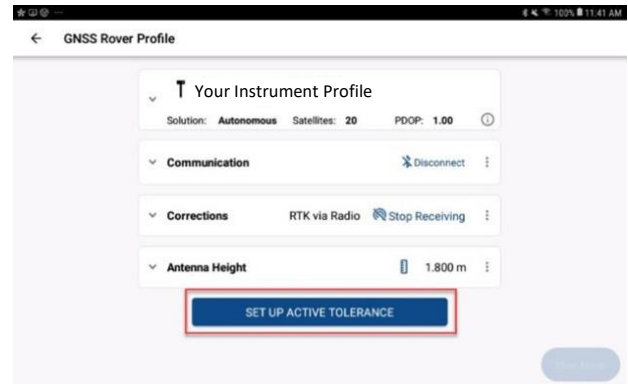 100% 11:41 AM
GNSS Rover Profile
Your Instrument Profile
Solution: Autonomous Satellites: 20 PDOP: 1.00
Communication Disconnect
Corrections RTK via Radio Stop Receiving
Antenna Height 1.800 m
SET UP ACTIVE TOLERANCE